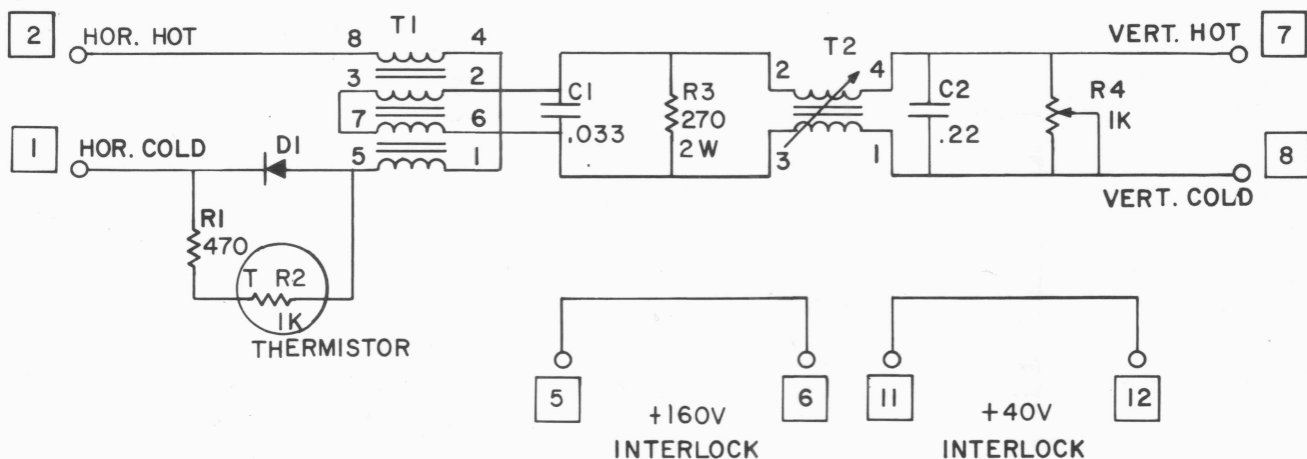 2 HOR. HOT
T1
8 4
3 2
7 6
5 1
1 HOR. COLD
D1
R1
470
T R2
1K
THERMISTOR
C1
.033
R3
270
2W
T2
2 4
3 1
C2
.22
R4
1K
VERT. HOT 7
VERT. COLD 8
5 6
+160V
INTERLOCK
11 12
+40V
INTERLOCK